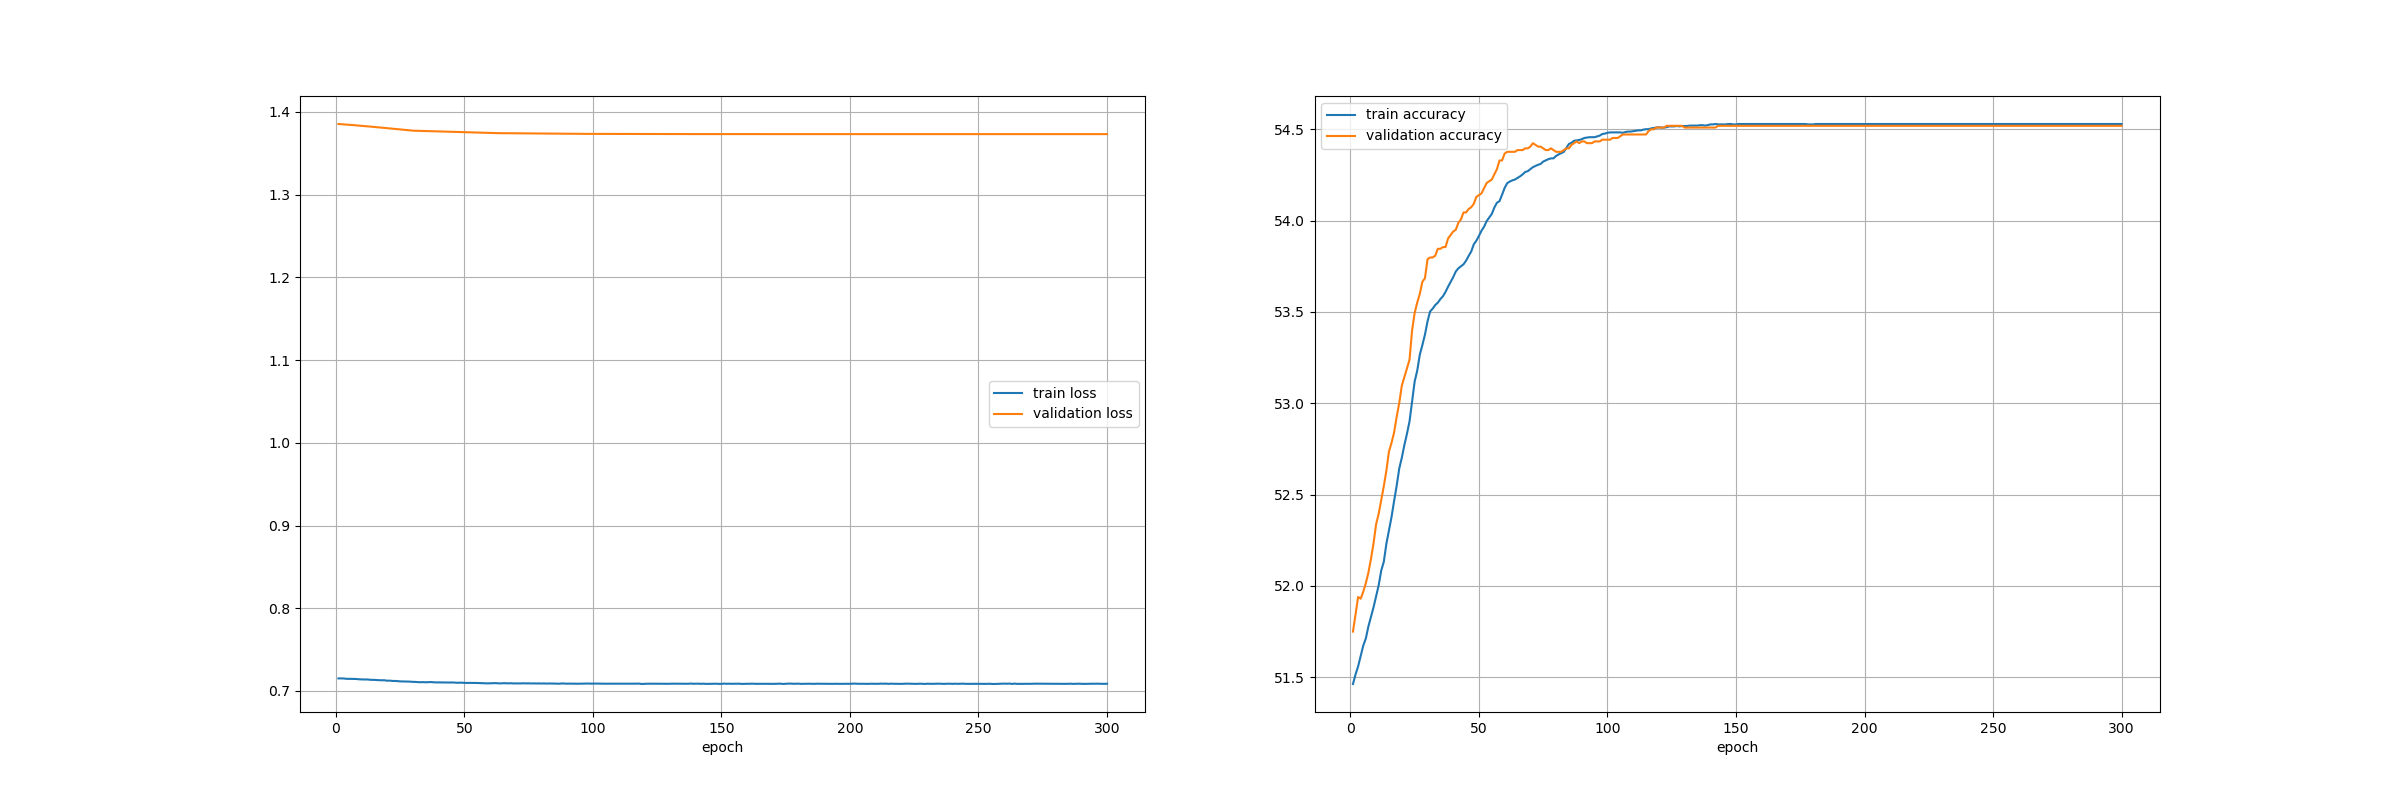 1.4
1.3
1.2
1.1
1.0
0.9
0.8
0.7
0 50 100 150 200 250 300
epoch
train loss
validation loss
54.5
54.0
53.5
53.0
52.5
52.0
51.5
0 50 100 150 200 250 300
epoch
train accuracy
validation accuracy